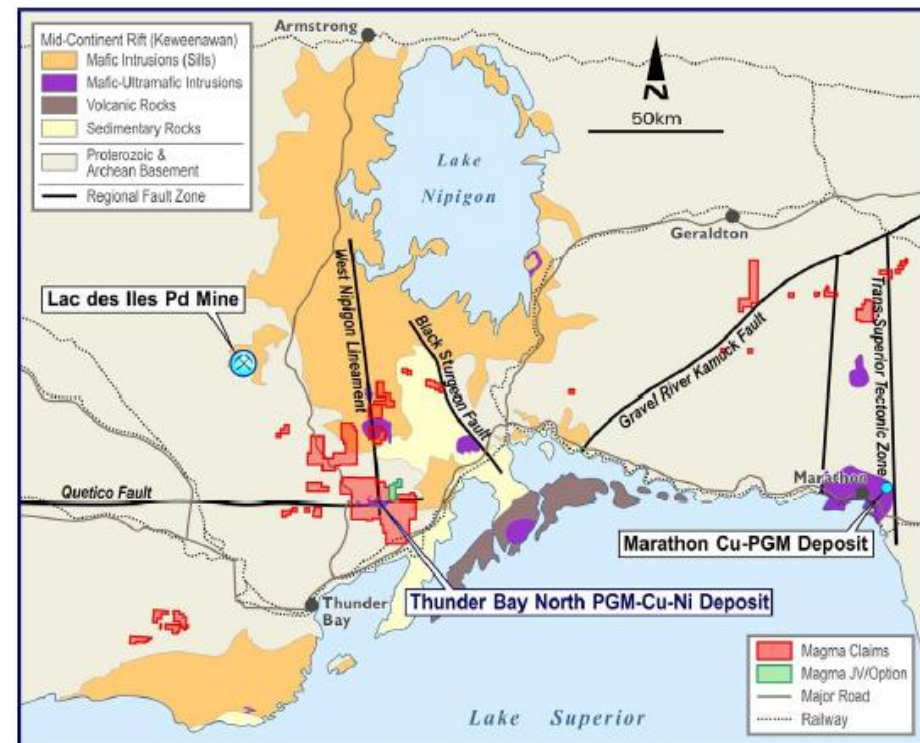 Armstrong
Mid-Continent Rift (Keweenawan)
Mafic Intrusions (Sills)
Mafic-Ultramafic Intrusions
Volcanic Rocks
Sedimentary Rocks
Proterozoic &
Archean Basement
Regional Fault Zone
N
50km
Lake
Nipigon
Geraldton
Lac des Iles Pd Mine
West Nipigon Lineament
Black Sturgeon Fault
Gravel River Kamuck Fault
Trans-Superior Tectonic Zone
Quetico Fault
Marathon
Marathon Cu-PGM Deposit
Thunder Bay North PGM-Cu-Ni Deposit
Thunder
Bay
Magma Claims
Magma JV/Option
Major Road
Railway
Lake Superior